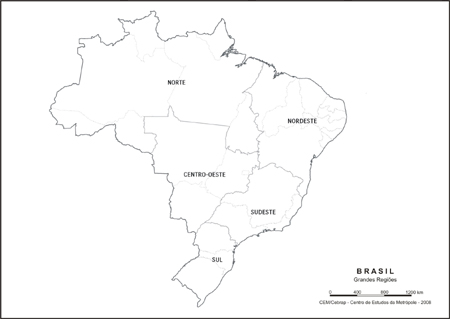 NORTE
NORDESTE
CENTRO-OESTE
SUDESTE
SUL
BRASIL
Grandes Regiões
0 400 800 1200 km
CEM/Cebrap - Centro de Estudos da Metrópole - 2008